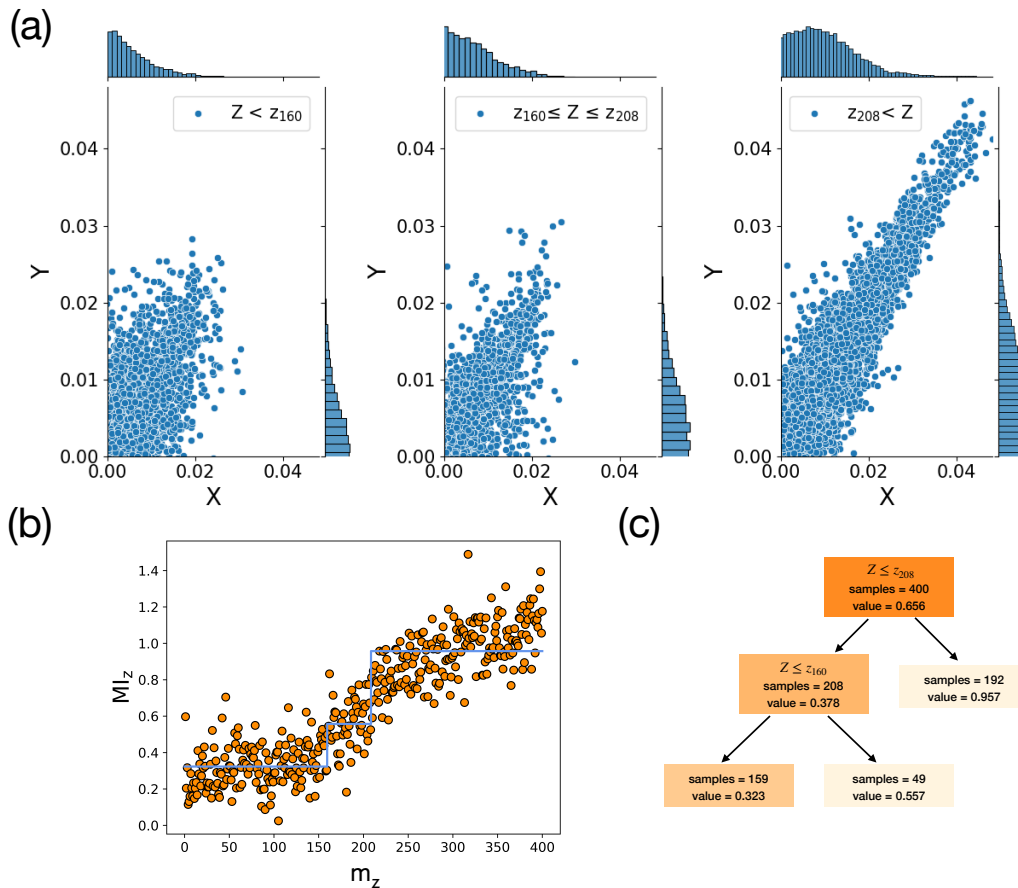 (a)
Z < z₁₆₀
z₁₆₀≤ Z ≤ z₂₀₈
z₂₀₈< Z
0.04
0.03
0.02
0.01
0.00
Y
0.00 0.02 0.04
X
0.04
0.03
0.02
0.01
0.00
Y
0.00 0.02 0.04
X
0.04
0.03
0.02
0.01
0.00
Y
0.00 0.02 0.04
X
(b)
1.4
1.2
1.0
0.8
0.6
0.4
0.2
0.0
MI_z
0 50 100 150 200 250 300 350 400
m_z
(c)
Z ≤ z₂₀₈
samples = 400
value = 0.656
Z ≤ z₁₆₀
samples = 208
value = 0.378
samples = 192
value = 0.957
samples = 159
value = 0.323
samples = 49
value = 0.557